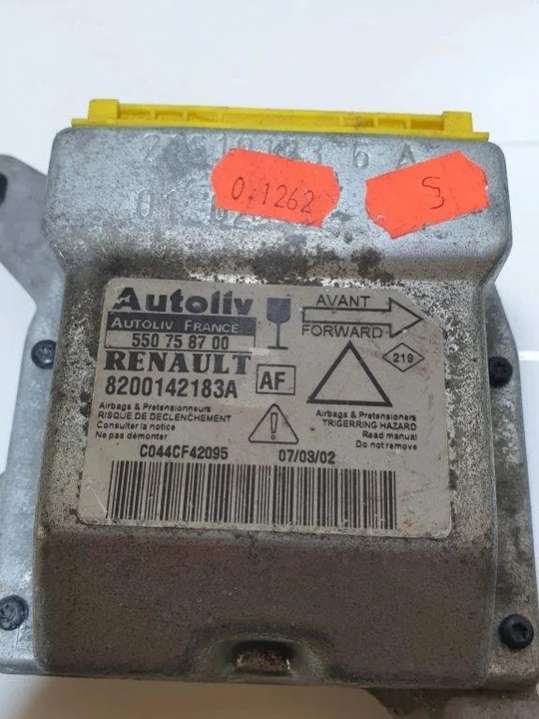 6 A
0,1262
S
Autoliv
AUTOLIV FRANCE
550 75 87 00
RENAULT
8200142183A
AF
AVANT
FORWARD
219
Airbags & Pretensionneurs
RISQUE DE DECLENCHEMENT
Consulter la notice
Ne pas démonter
Airbags & Pretensionners
TRIGERRING HAZARD
Read manual
Do not remove
C044CF42095
07/03/02